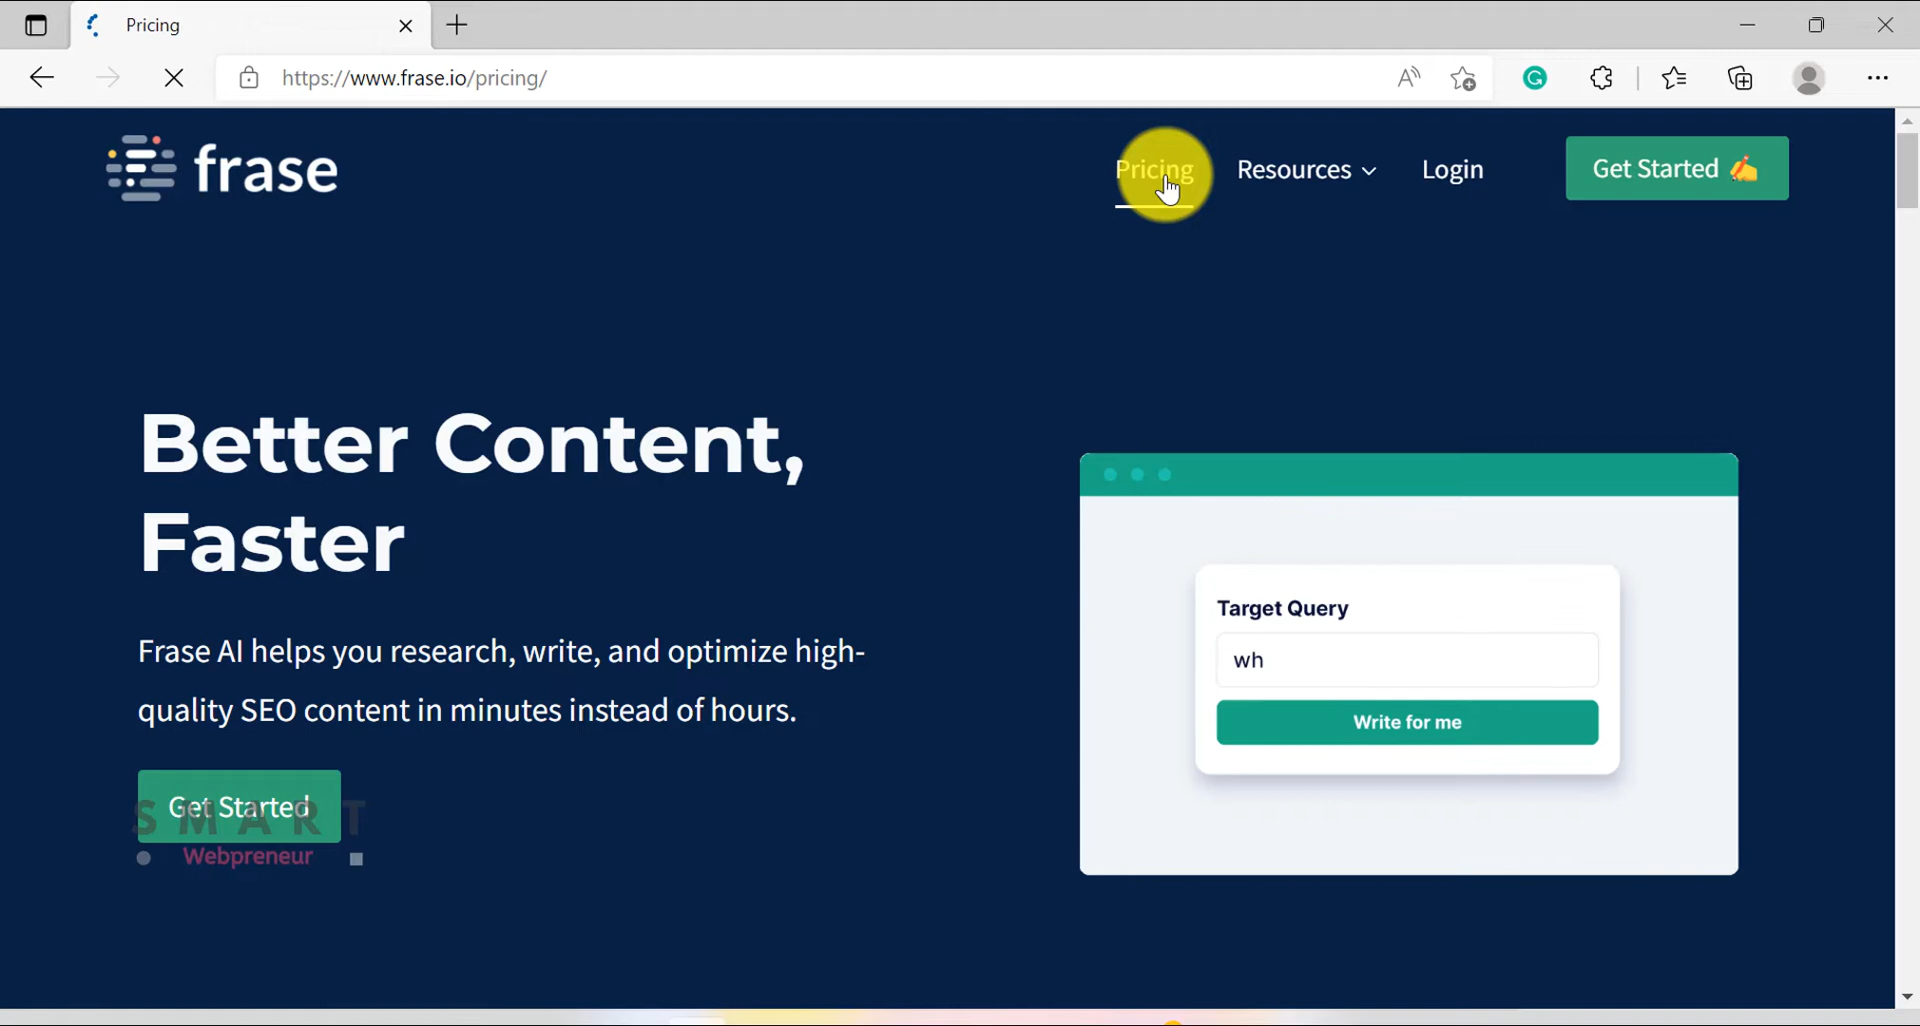 Pricing
https://www.frase.io/pricing/
frase
Pricing
Resources
Login
Get Started ✍️
Better Content,
Faster
Frase AI helps you research, write, and optimize high-
quality SEO content in minutes instead of hours.
Get Started
SMART
Webpreneur
Target Query
wh
Write for me